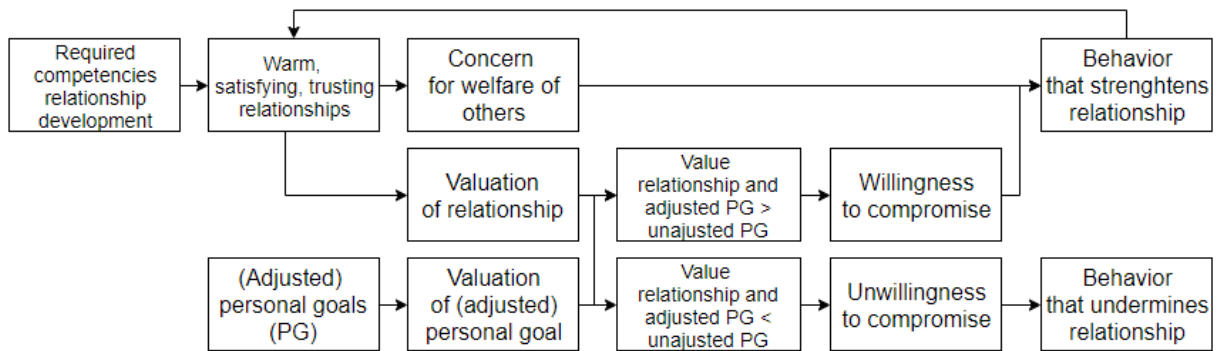 Required
competencies
relationship
development
Warm,
satisfying, trusting
relationships
Concern
for welfare of
others
Behavior
that strenghtens
relationship
Valuation
of relationship
Value
relationship and
adjusted PG >
unajusted PG
Willingness
to compromise
(Adjusted)
personal goals
(PG)
Valuation
of (adjusted)
personal goal
Value
relationship and
adjusted PG <
unajusted PG
Unwillingness
to compromise
Behavior
that undermines
relationship